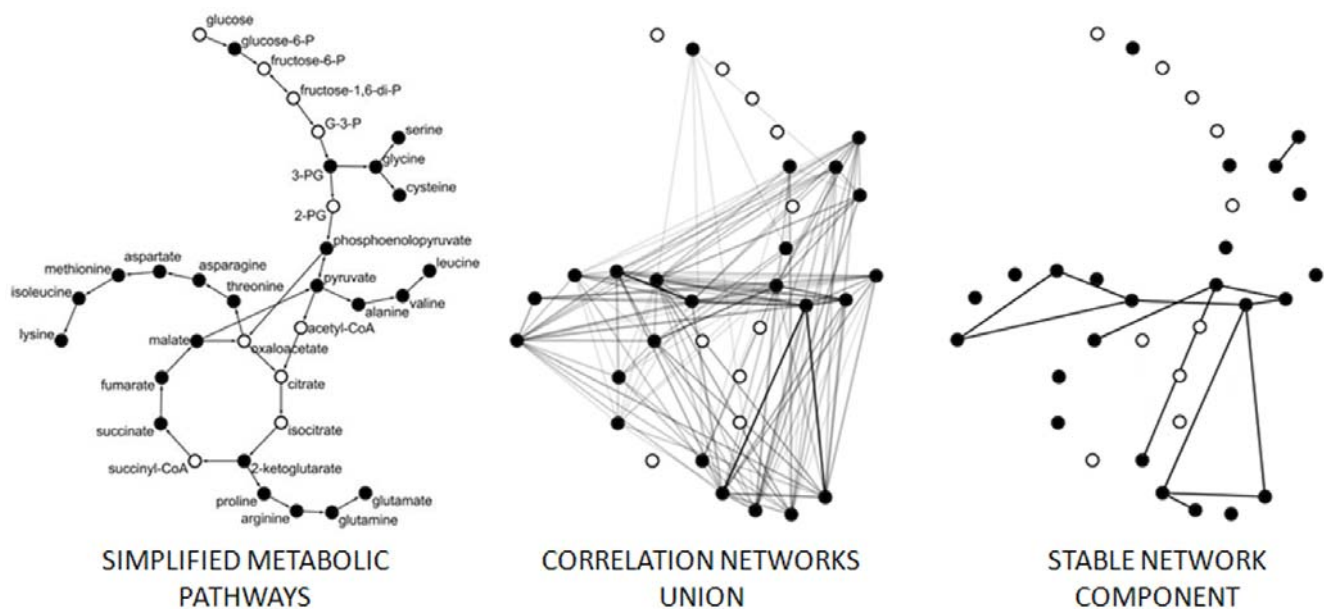 glucose
glucose-6-P
fructose-6-P
fructose-1,6-di-P
G-3-P
serine
3-PG
glycine
cysteine
2-PG
phosphoenolpyruvate
methionine
aspartate
asparagine
threonine
pyruvate
leucine
isoleucine
alanine
valine
lysine
malate
oxaloacetate
acetyl-CoA
fumarate
citrate
succinate
isocitrate
succinyl-CoA
2-ketoglutarate
proline
arginine
glutamine
glutamate
SIMPLIFIED METABOLIC
PATHWAYS
CORRELATION NETWORKS
UNION
STABLE NETWORK
COMPONENT